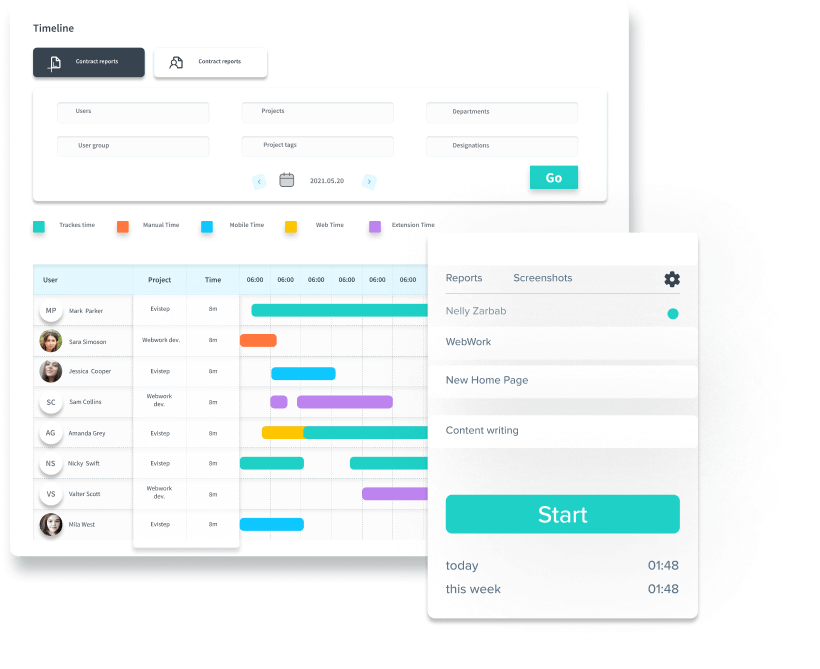 Timeline
Contract reports
Contract reports
Users
Projects
Departments
User group
Project tags
Designations
2021.05.20
Go
Trackes time
Manual Time
Mobile Time
Web Time
Extension Time
User Project Time 06:00 06:00 06:00 06:00 06:00 06:00
MP Mark Parker Evistep 8m
Sara Simoson Webwork dev. 8m
Jessica Cooper Evistep 8m
SC Sam Collins Webwork
dev. 8m
AG Amanda Grey Evistep 8m
NS Nicky Swift Evistep 8m
VS Valter Scott Webwork
dev. 8m
Mila West Evistep 8m
Reports Screenshots
Nelly Zarbab
WebWork
New Home Page
Content writing
Start
today 01:48
this week 01:48